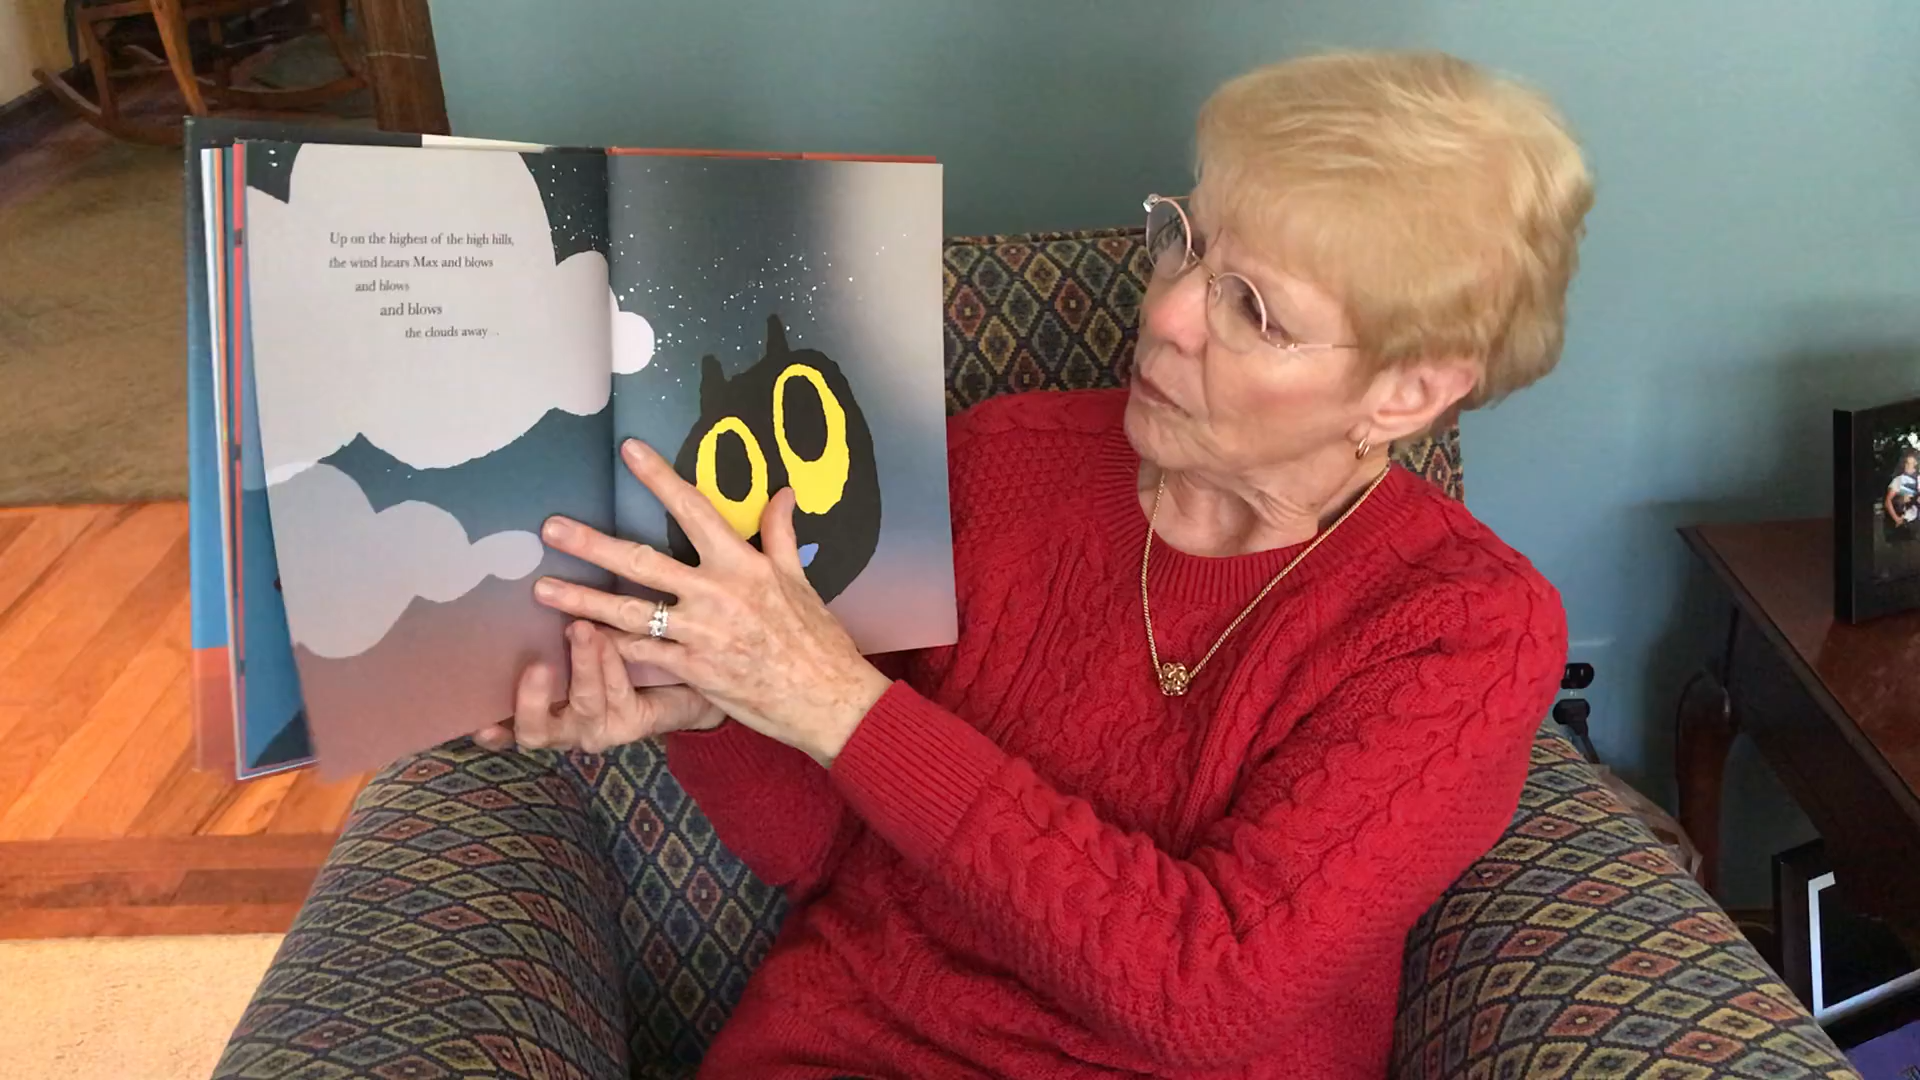 Up on the highest of the high hills,
the wind hears Max and blows
and blows
and blows
the clouds away . . .